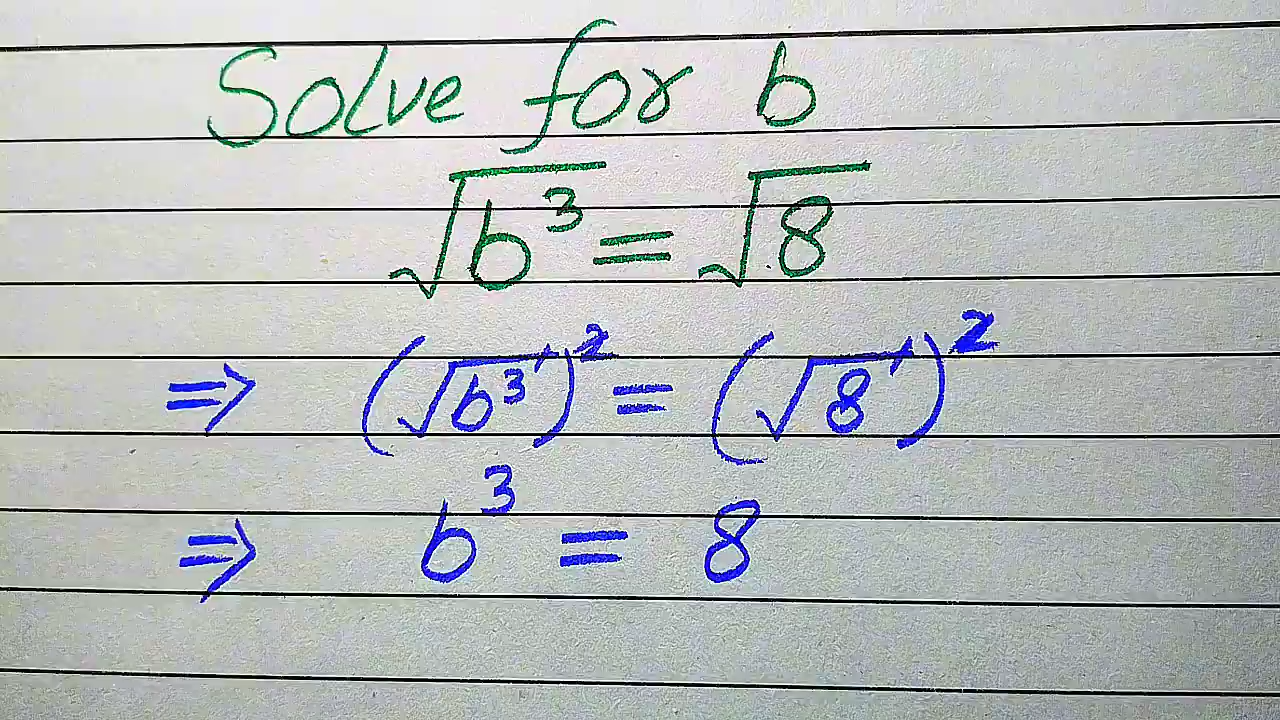 Solve for b
√b³ = √8
⇒ (√b³)² = (√8)²
⇒ b³ = 8